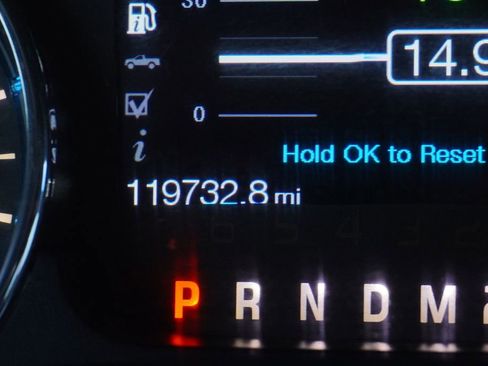 30
14.9
0
i
Hold OK to Reset
119732.8 mi
P R N D M